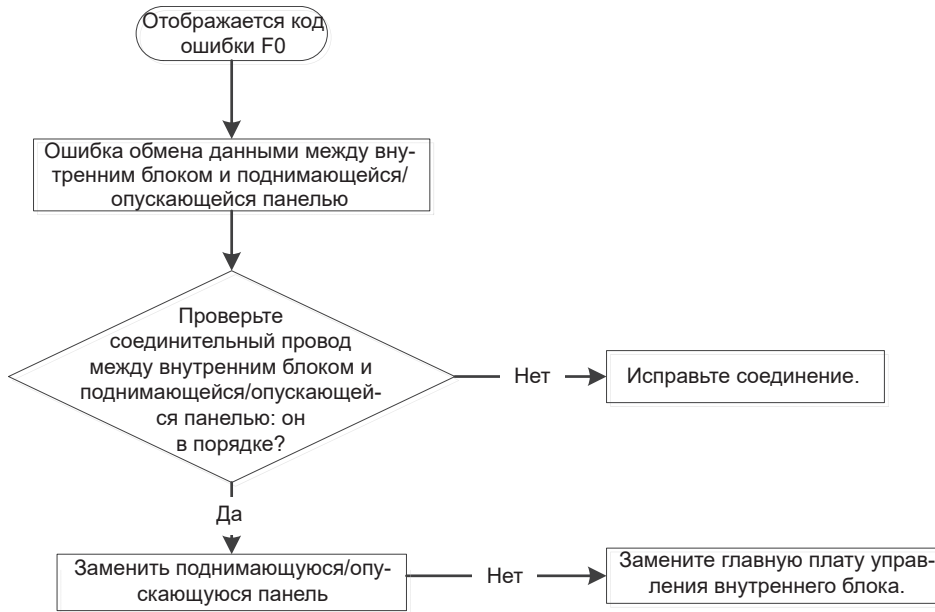 Отображается код
ошибки F0
Ошибка обмена данными между вну-
тренним блоком и поднимающейся/
опускающейся панелью
Проверьте
соединительный провод
между внутренним блоком и
поднимающейся/опускающей-
ся панелью: он
в порядке?
Нет
Исправьте соединение.
Да
Заменить поднимающуюся/опу-
скающуюся панель
Нет
Замените главную плату управ-
ления внутреннего блока.